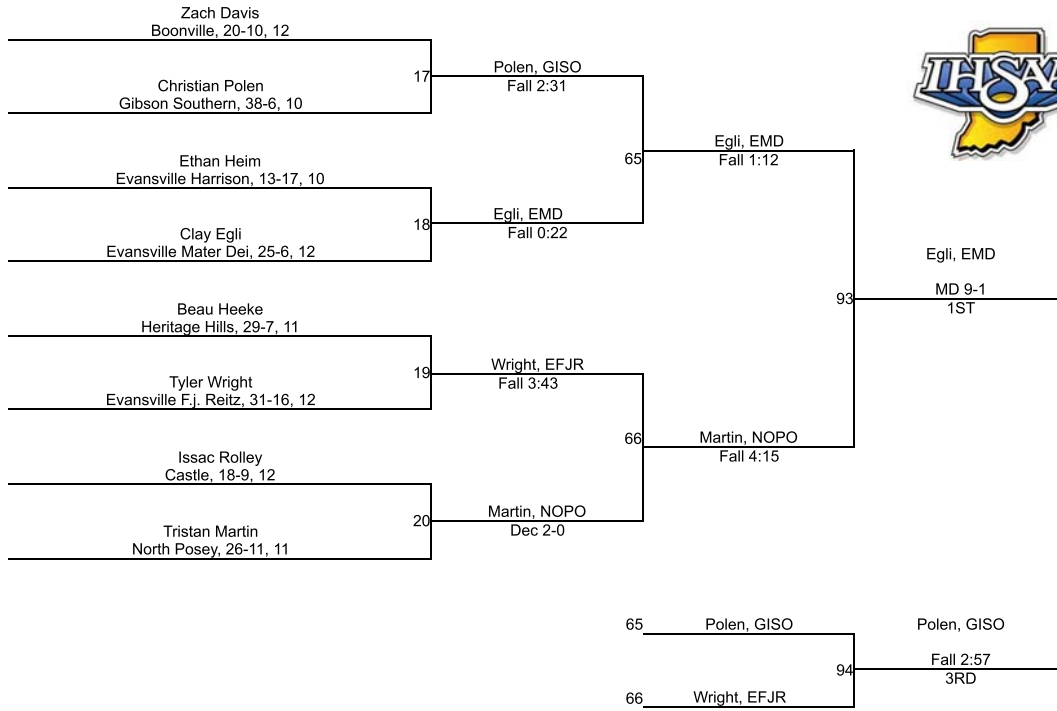 Zach Davis
Boonville, 20-10, 12
17
Christian Polen
Gibson Southern, 38-6, 10
Polen, GISO
Fall 2:31
Ethan Heim
Evansville Harrison, 13-17, 10
18
Clay Egli
Evansville Mater Dei, 25-6, 12
Egli, EMD
Fall 0:22
65
Egli, EMD
Fall 1:12
Beau Heeke
Heritage Hills, 29-7, 11
19
Tyler Wright
Evansville F.j. Reitz, 31-16, 12
Wright, EFJR
Fall 3:43
Issac Rolley
Castle, 18-9, 12
20
Tristan Martin
North Posey, 26-11, 11
Martin, NOPO
Dec 2-0
66
Martin, NOPO
Fall 4:15
93
Egli, EMD
MD 9-1
1ST
IHSAA
65
Polen, GISO
66
Wright, EFJR
94
Polen, GISO
Fall 2:57
3RD